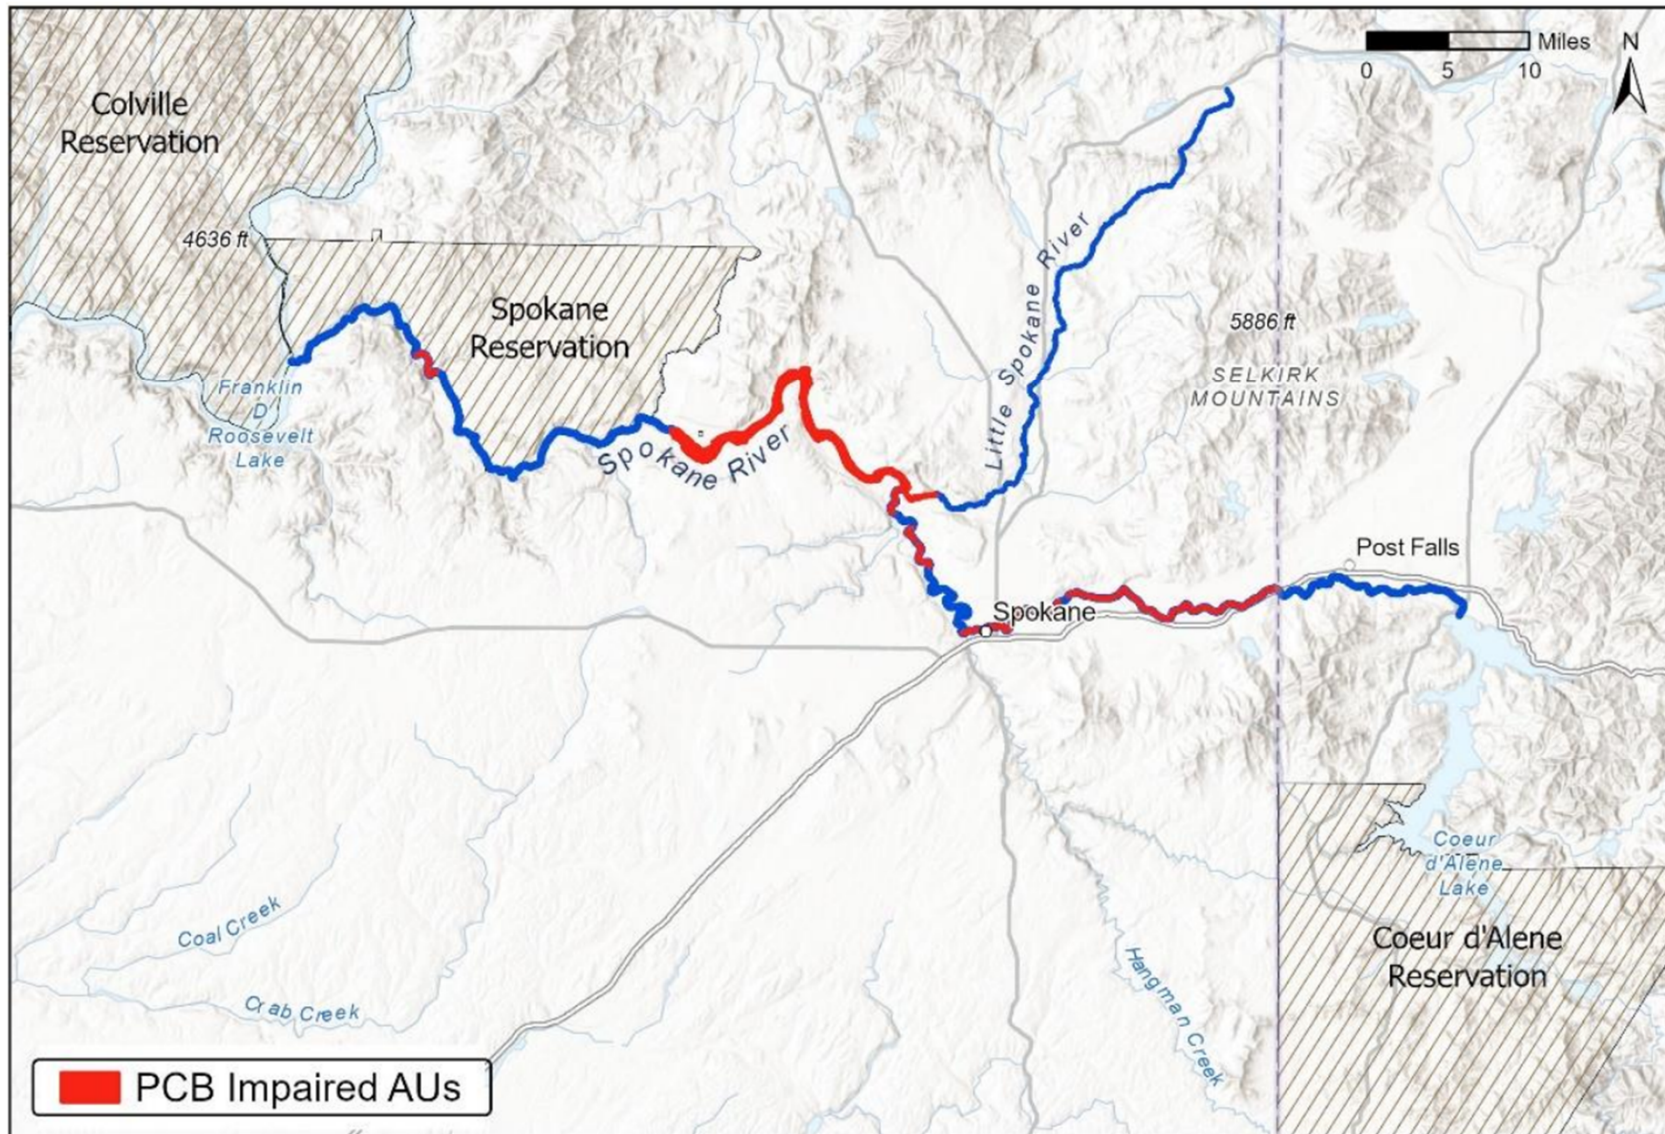 Miles
N
0 5 10
Colville
Reservation
4636 ft
Spokane
Reservation
Little Spokane River
5886 ft
SELKIRK
MOUNTAINS
Franklin
D
Roosevelt
Lake
Spokane River
Post Falls
Spokane
Coeur
d'Alene
Lake
Coal Creek
Crab Creek
Hangman Creek
Coeur d'Alene
Reservation
PCB Impaired AUs